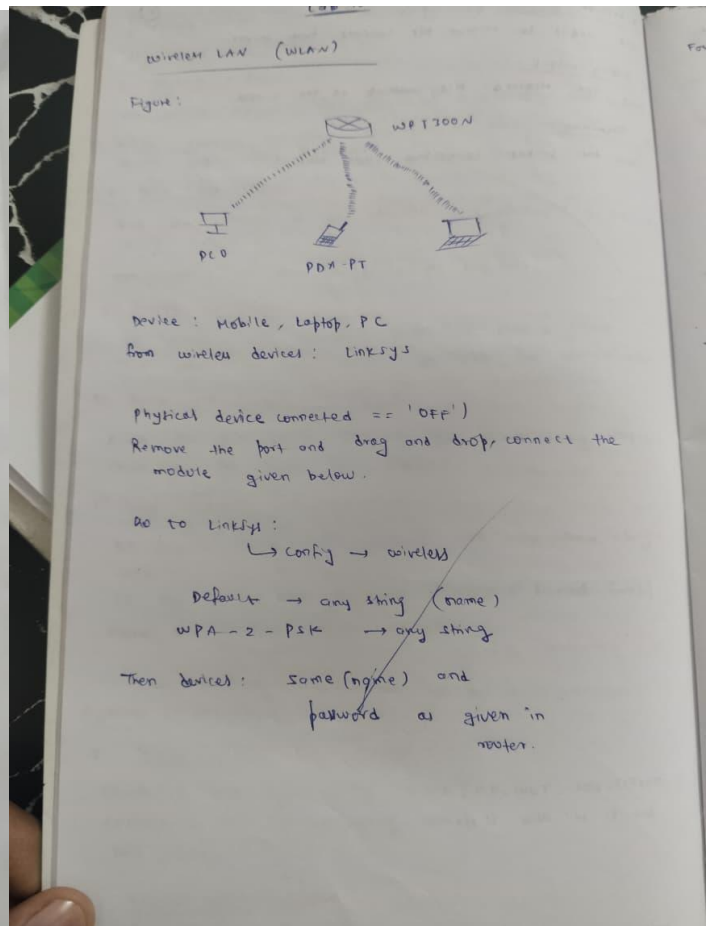 Wireless LAN (WLAN)
Figure:
WPT300N
PC0
PDA-PT
Device : Mobile, Laptop, PC
from wireless devices : Linksys
Physical device connected == 'OFF')
Remove the port and drag and drop, connect the
module given below.
Go to Linksys :
↳ config → wireless
Default → any string (name)
WPA-2-PSK → any string
Then devices : same (name) and
password as given in
router.